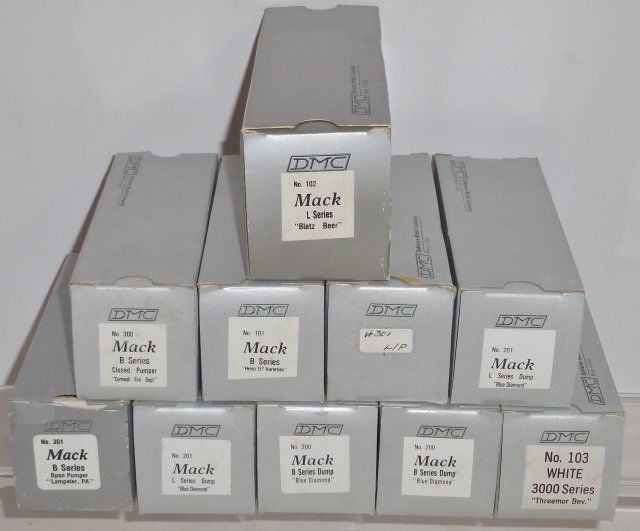 DMC
DMC
No. 102
Mack
L Series
"Blatz Beer"
DMC
DMC
DMC
No. 300
Mack
B Series
Closed Pumper
"Cornwall Fire Dept."
DMC
No. 101
Mack
B Series
"Heinz 57 Varieties"
DMC
#301
L/P
DMC
No. 201
Mack
L Series Dump
"Blue Diamond"
No. 301
Mack
B Series
Open Pumper
"Lampeter, PA"
DMC
No. 201
Mack
L Series Dump
"Blue Diamond"
DMC
No. 200
Mack
B Series Dump
"Blue Diamond"
DMC
No. 200
Mack
B Series Dump
"Blue Diamond"
DMC
No. 103
WHITE
3000 Series
"Threemor Bev."